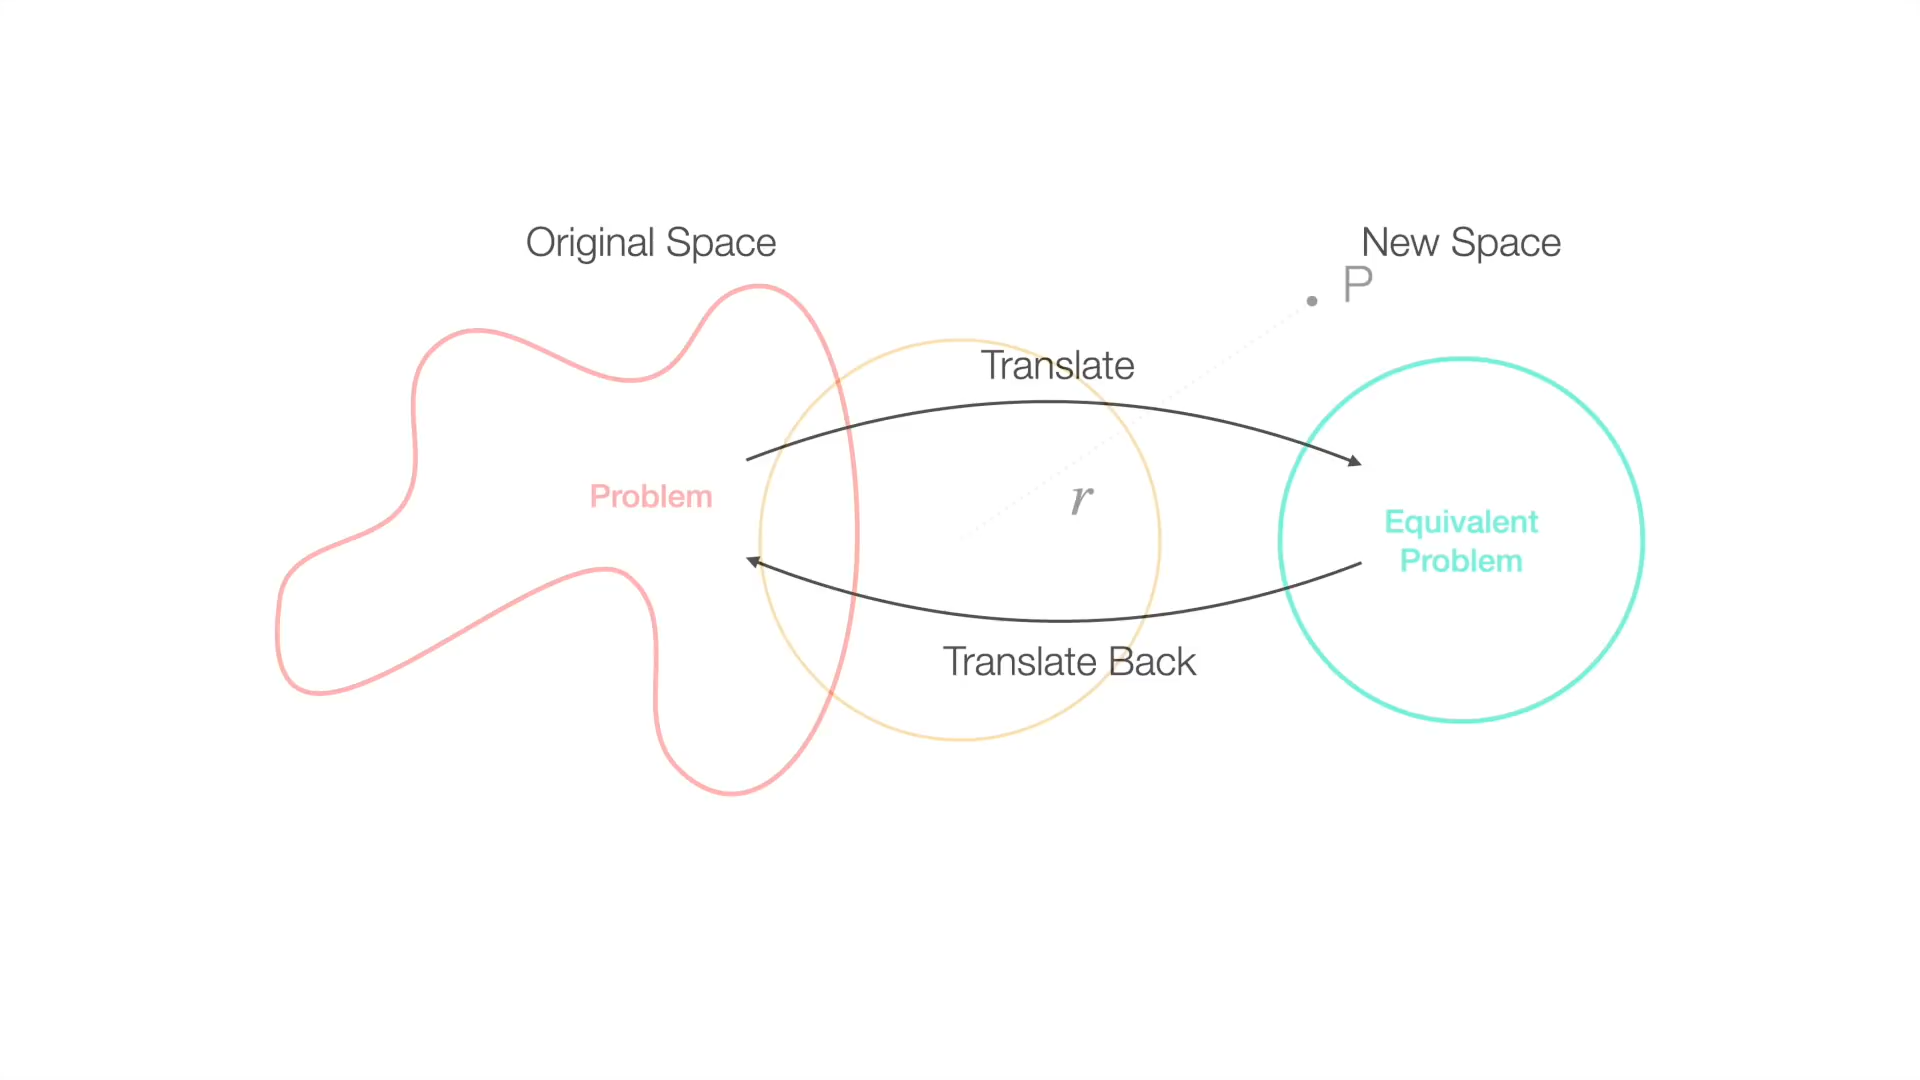 Original Space
New Space
P
Translate
Problem
r
Equivalent
Problem
Translate Back